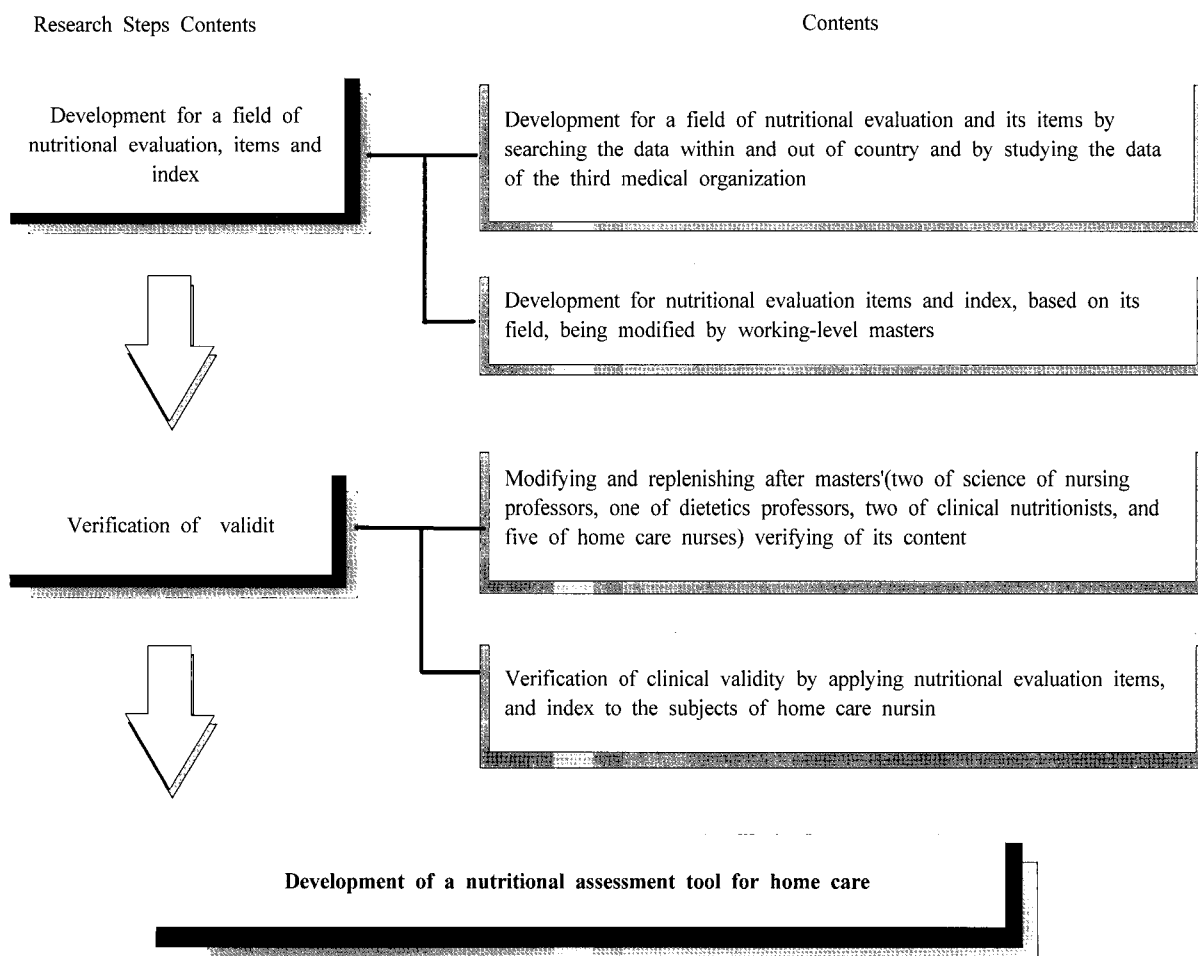 Research Steps Contents
Contents
Development for a field of
nutritional evaluation, items and
index
Development for a field of nutritional evaluation and its items by
searching the data within and out of country and by studying the data
of the third medical organization
Development for nutritional evaluation items and index, based on its
field, being modified by working-level masters
Verification of validit
Modifying and replenishing after masters'(two of science of nursing
professors, one of dietetics professors, two of clinical nutritionists, and
five of home care nurses) verifying of its content
Verification of clinical validity by applying nutritional evaluation items,
and index to the subjects of home care nursin
Development of a nutritional assessment tool for home care